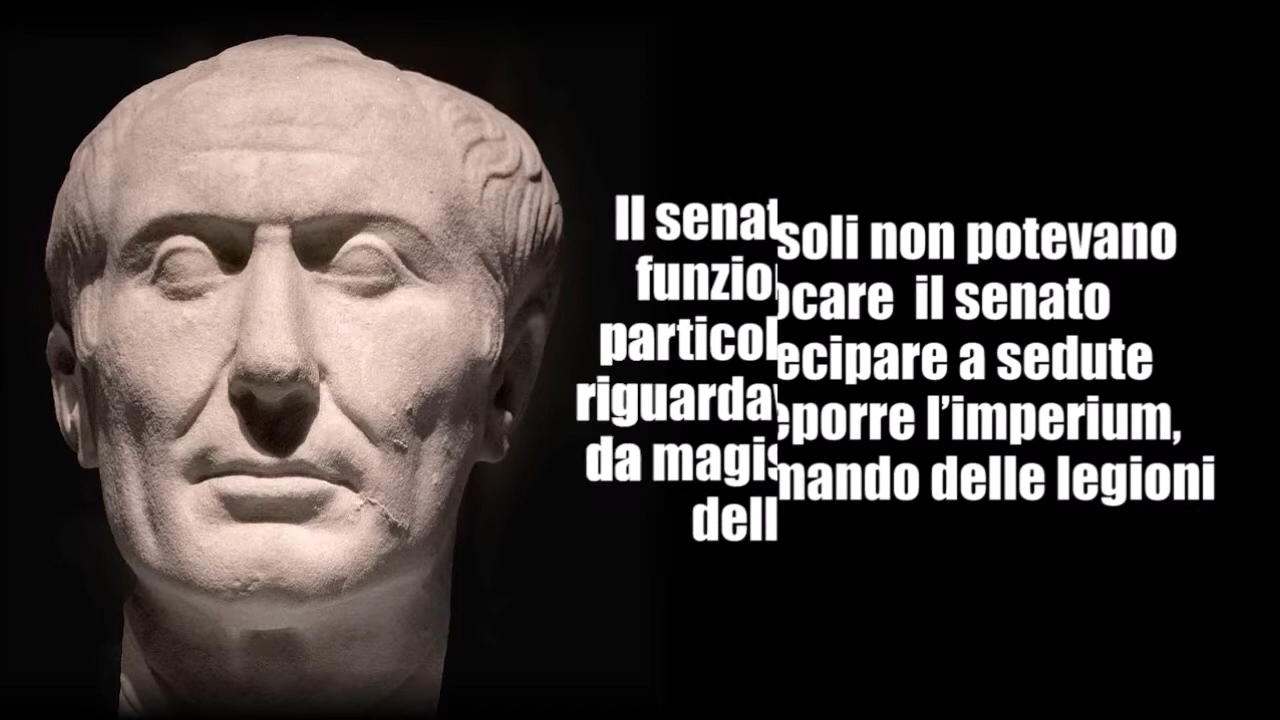 Il senat
funzio
particol
riguarda
da magis
dell
soli non potevano
ocare il senato
ecipare a sedute
eporre l’imperium,
mando delle legioni